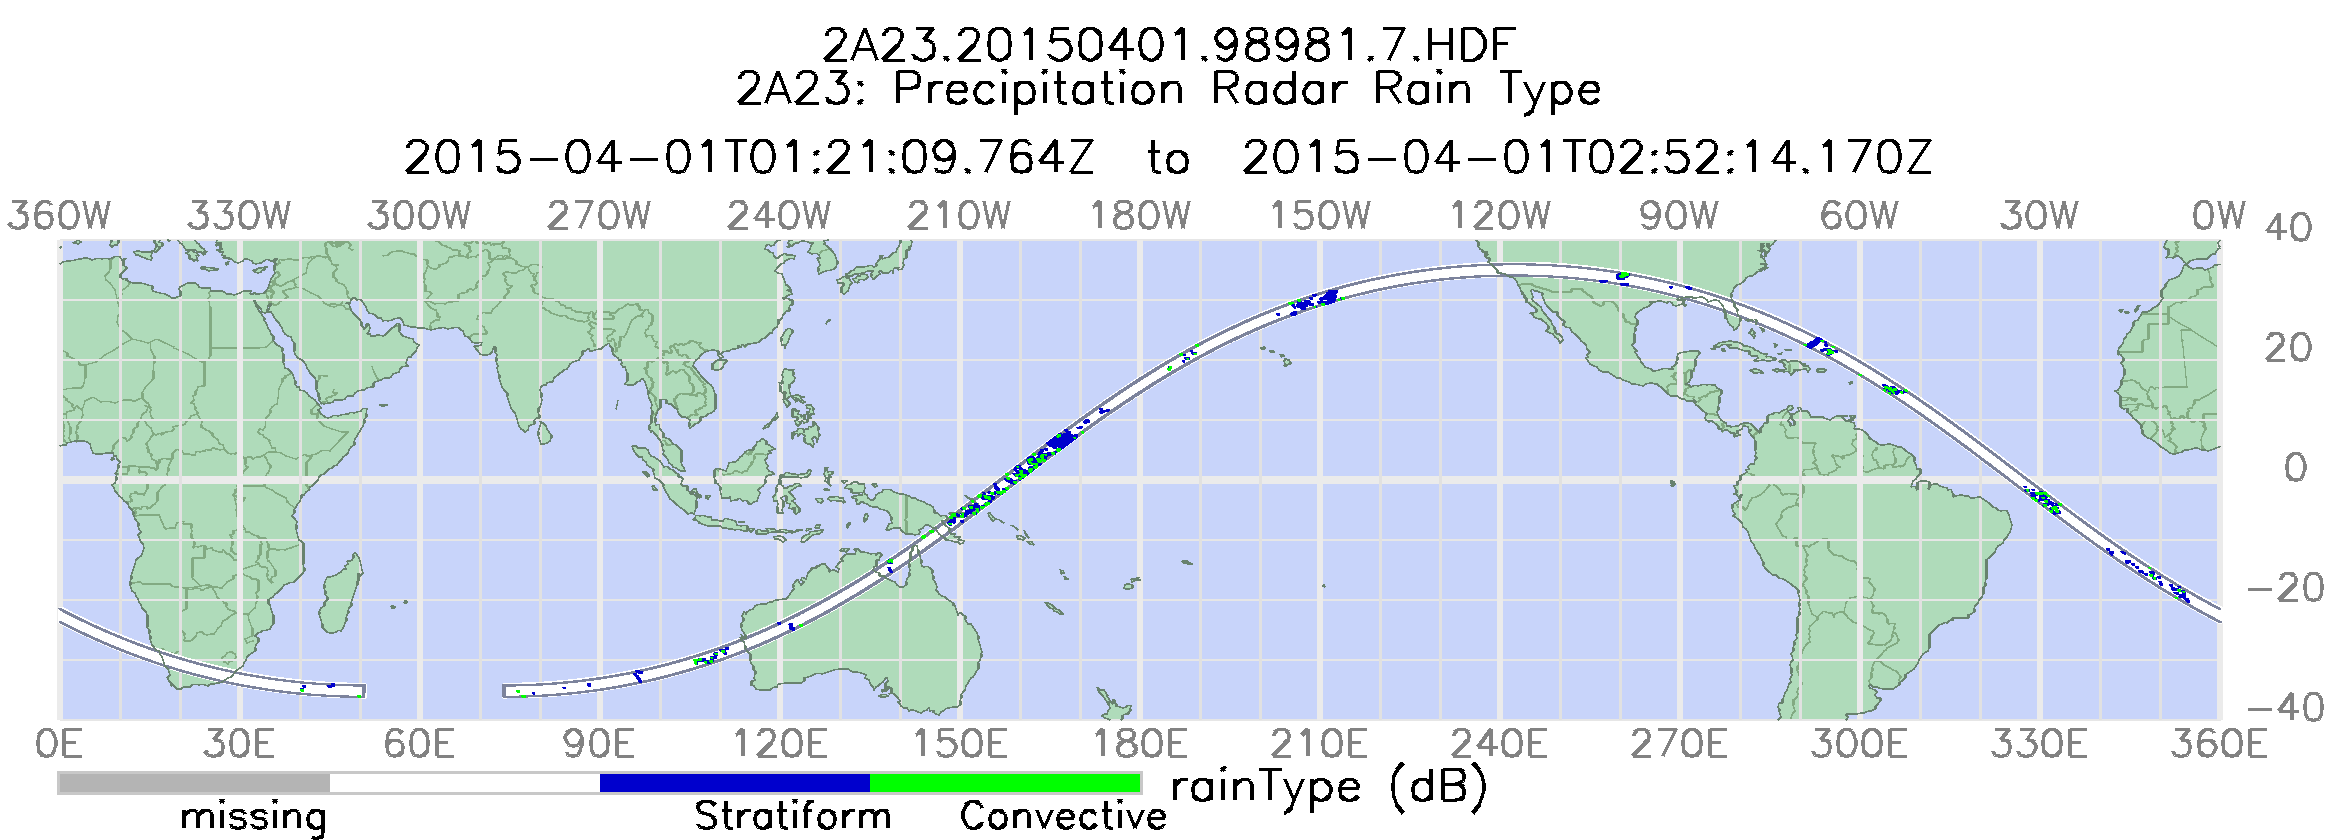 2A23.20150401.98981.7.HDF
2A23: Precipitation Radar Rain Type
2015-04-01T01:21:09.764Z to 2015-04-01T02:52:14.170Z
360W 330W 300W 270W 240W 210W 180W 150W 120W 90W 60W 30W 0W
40
20
0
-20
-40
0E 30E 60E 90E 120E 150E 180E 210E 240E 270E 300E 330E 360E
rainType (dB)
missing Stratiform Convective